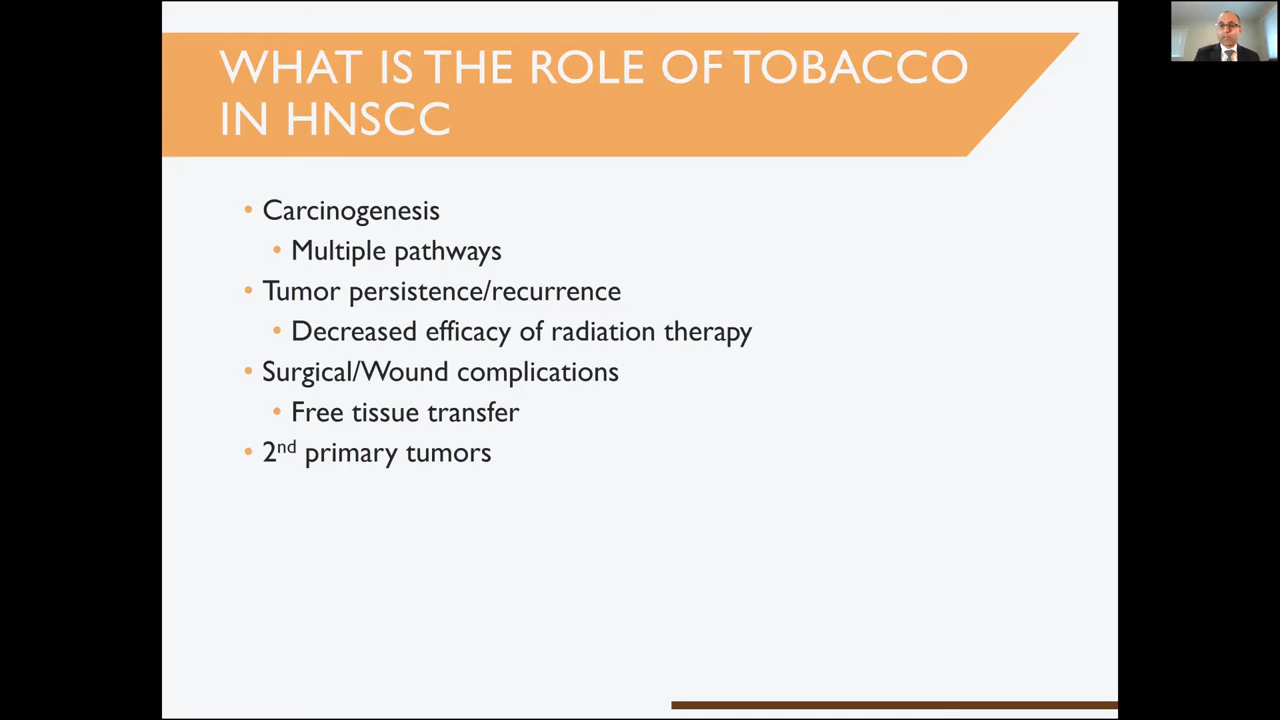 WHAT IS THE ROLE OF TOBACCO
IN HNSCC
• Carcinogenesis
• Multiple pathways
• Tumor persistence/recurrence
• Decreased efficacy of radiation therapy
• Surgical/Wound complications
• Free tissue transfer
• 2nd primary tumors